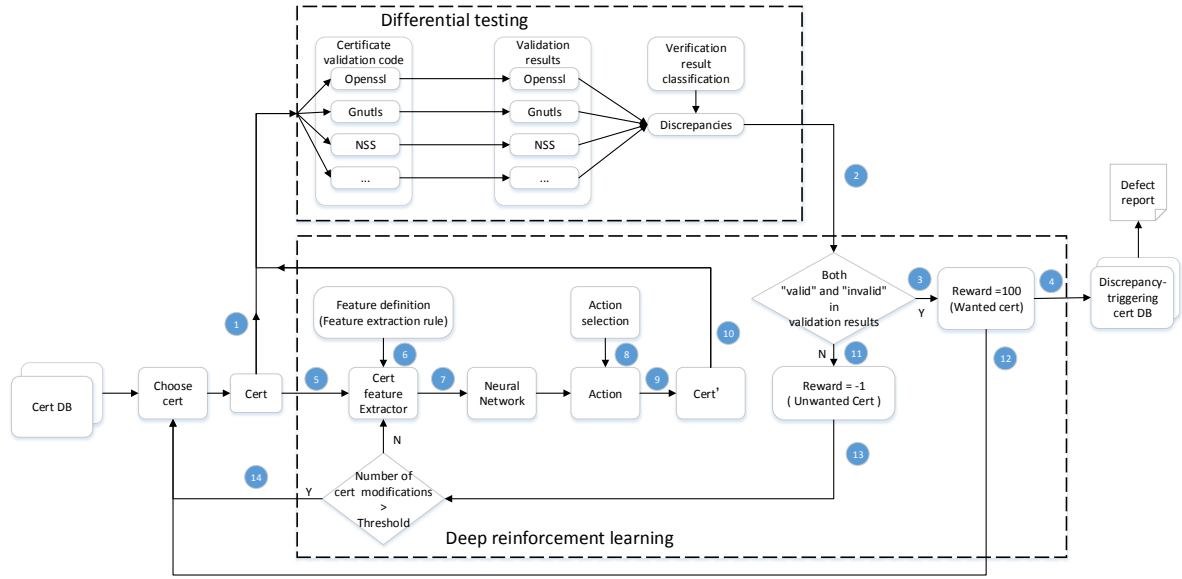 Differential testing
Certificate
validation code
Openssl
Gnutls
NSS
...
Validation
results
Openssl
Gnutls
NSS
...
Verification
result
classification
Discrepancies
2
Defect
report
Both
"valid" and "invalid"
in
validation results
3
Y
Reward =100
(Wanted cert)
4
Discrepancy-
triggering
cert DB
1
Feature definition
(Feature extraction rule)
6
Action
selection
8
10
N
11
12
Cert DB
Choose
cert
Cert
5
Cert
feature
Extractor
7
Neural
Network
Action
9
Cert'
Reward = -1
( Unwanted Cert )
N
13
14
Y
Number of
cert modifications
>
Threshold
Deep reinforcement learning